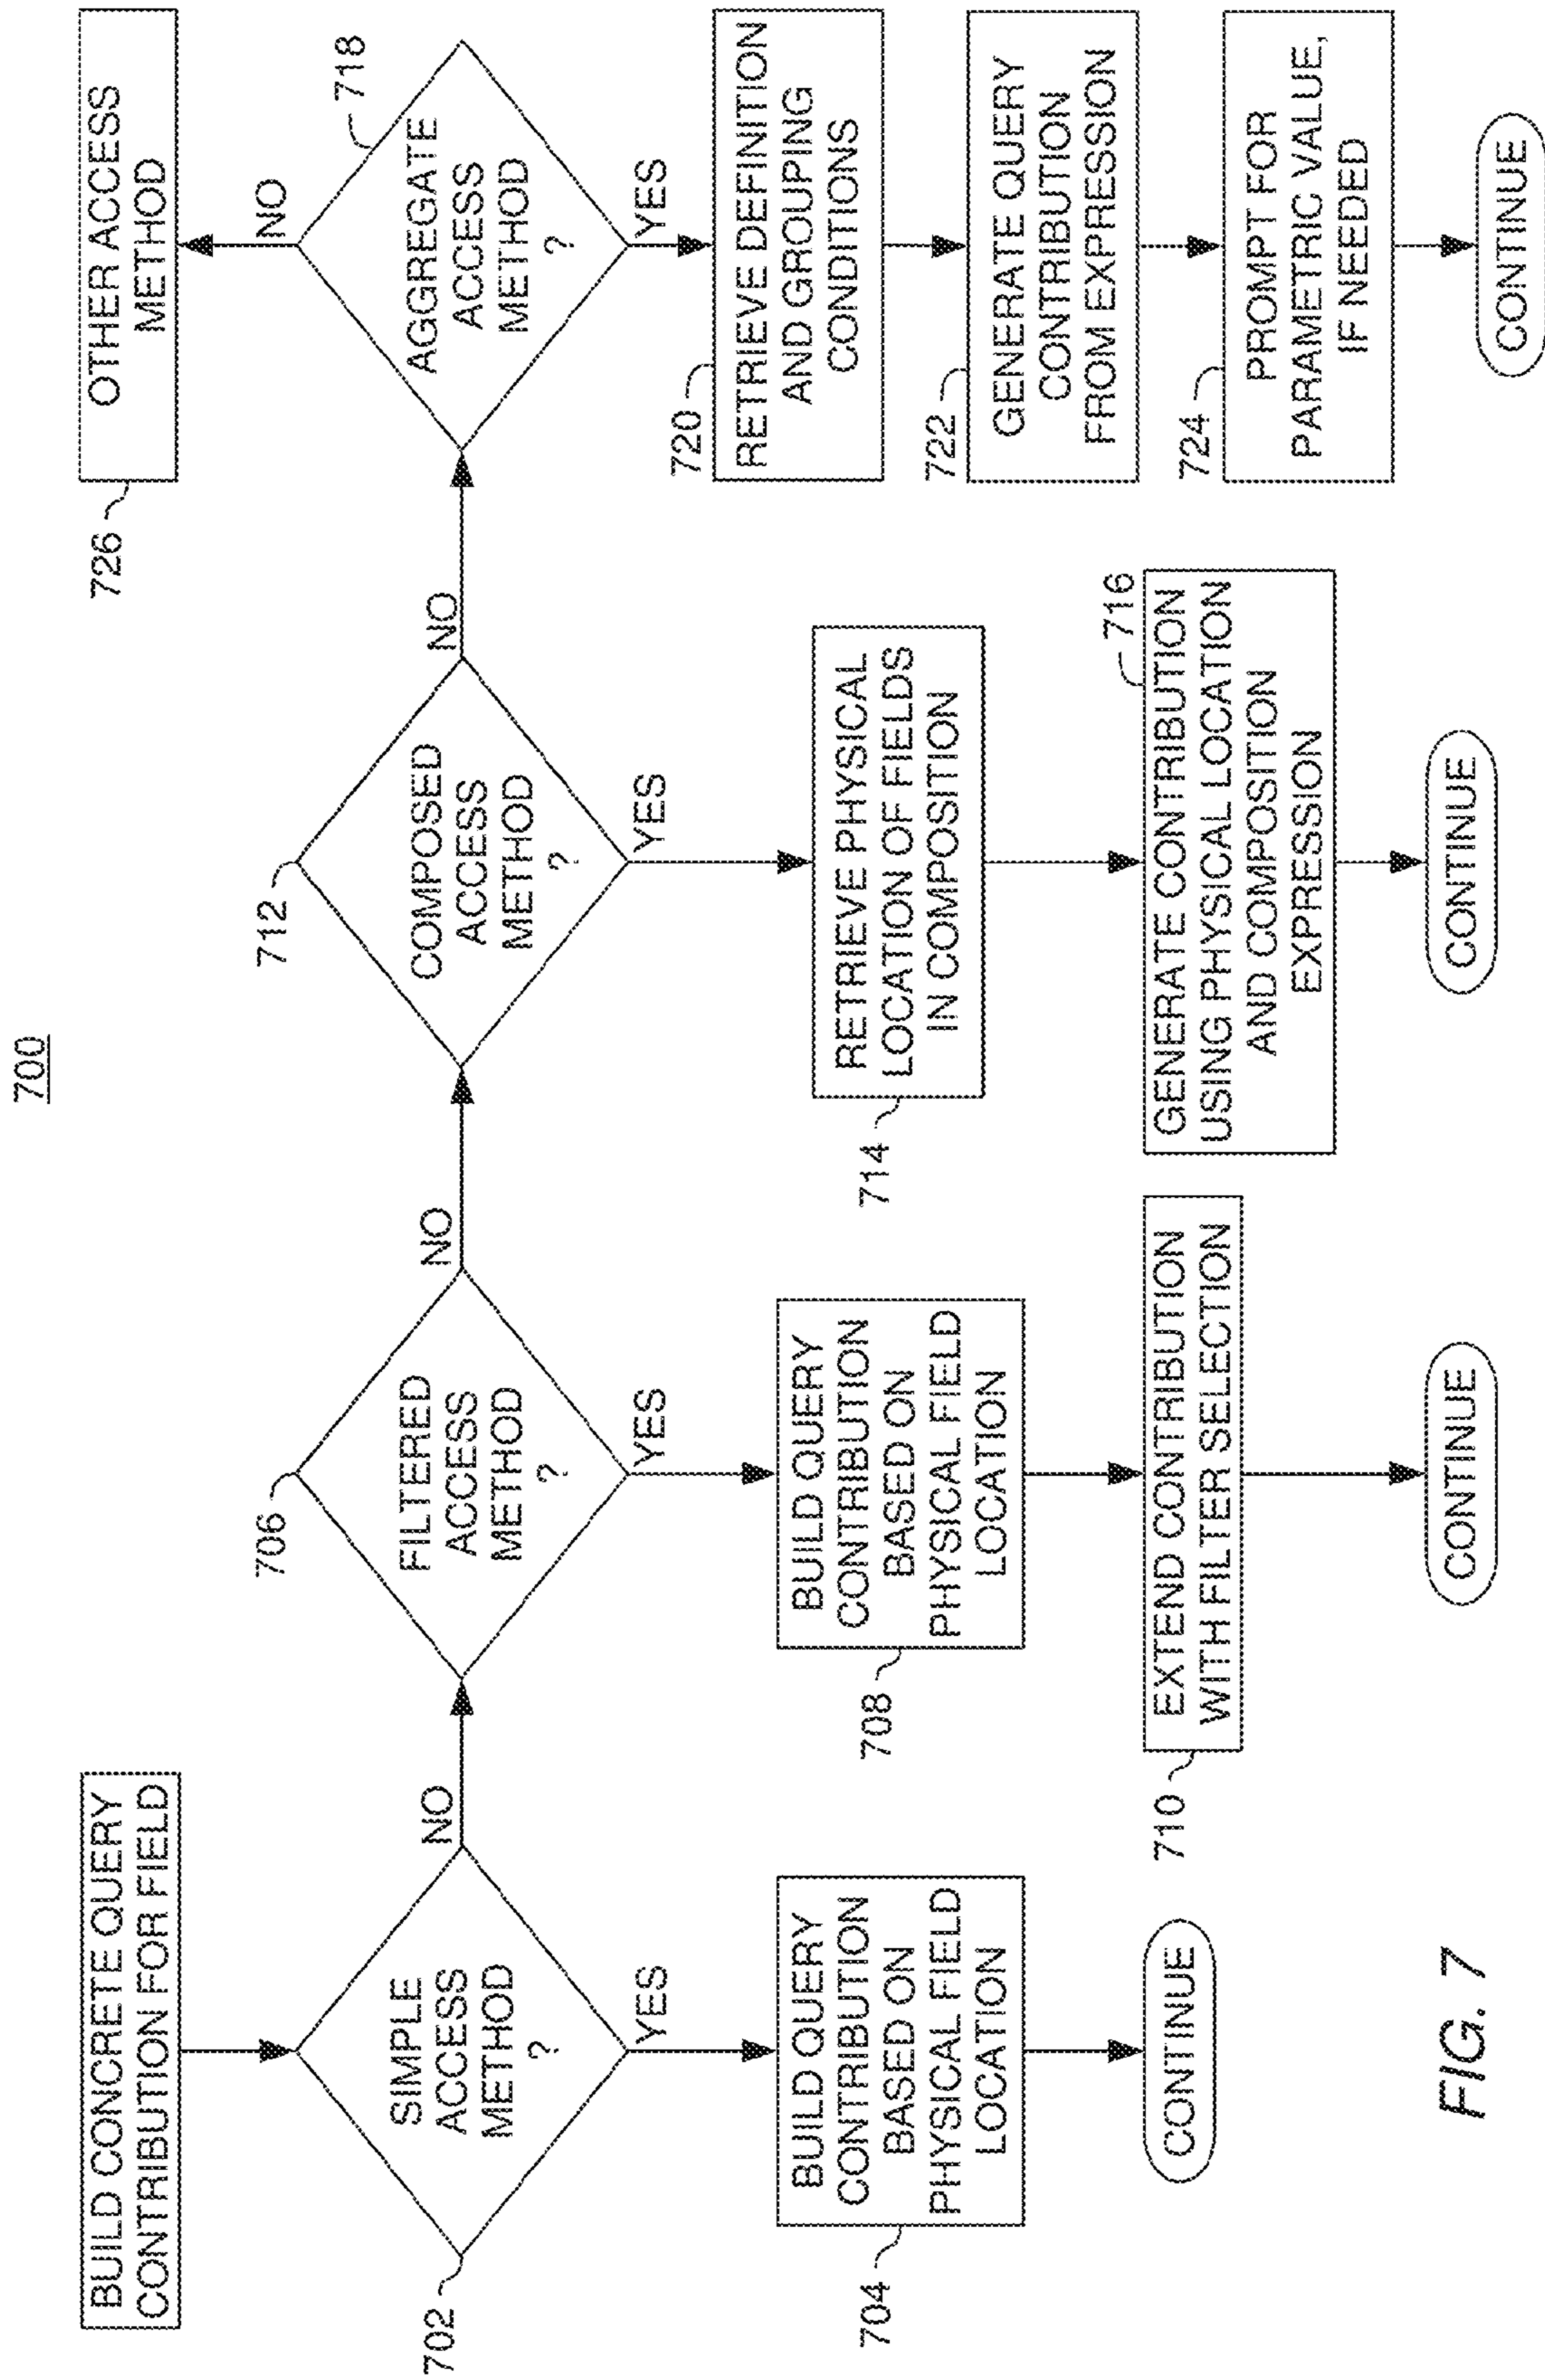 700
BUILD CONCRETE QUERY
CONTRIBUTION FOR FIELD
702
SIMPLE
ACCESS
METHOD
?
NO
YES
704
BUILD QUERY
CONTRIBUTION
BASED ON
PHYSICAL FIELD
LOCATION
CONTINUE
706
FILTERED
ACCESS
METHOD
?
NO
YES
708
BUILD QUERY
CONTRIBUTION
BASED ON
PHYSICAL FIELD
LOCATION
710
EXTEND CONTRIBUTION
WITH FILTER SELECTION
CONTINUE
712
COMPOSED
ACCESS
METHOD
?
NO
YES
714
RETRIEVE PHYSICAL
LOCATION OF FIELDS
IN COMPOSITION
716
GENERATE CONTRIBUTION
USING PHYSICAL LOCATION
AND COMPOSITION
EXPRESSION
CONTINUE
718
AGGREGATE
ACCESS
METHOD
?
NO
726
OTHER ACCESS
METHOD
YES
720
RETRIEVE DEFINITION
AND GROUPING
CONDITIONS
722
GENERATE QUERY
CONTRIBUTION
FROM EXPRESSION
724
PROMPT FOR
PARAMETRIC VALUE,
IF NEEDED
CONTINUE
FIG. 7